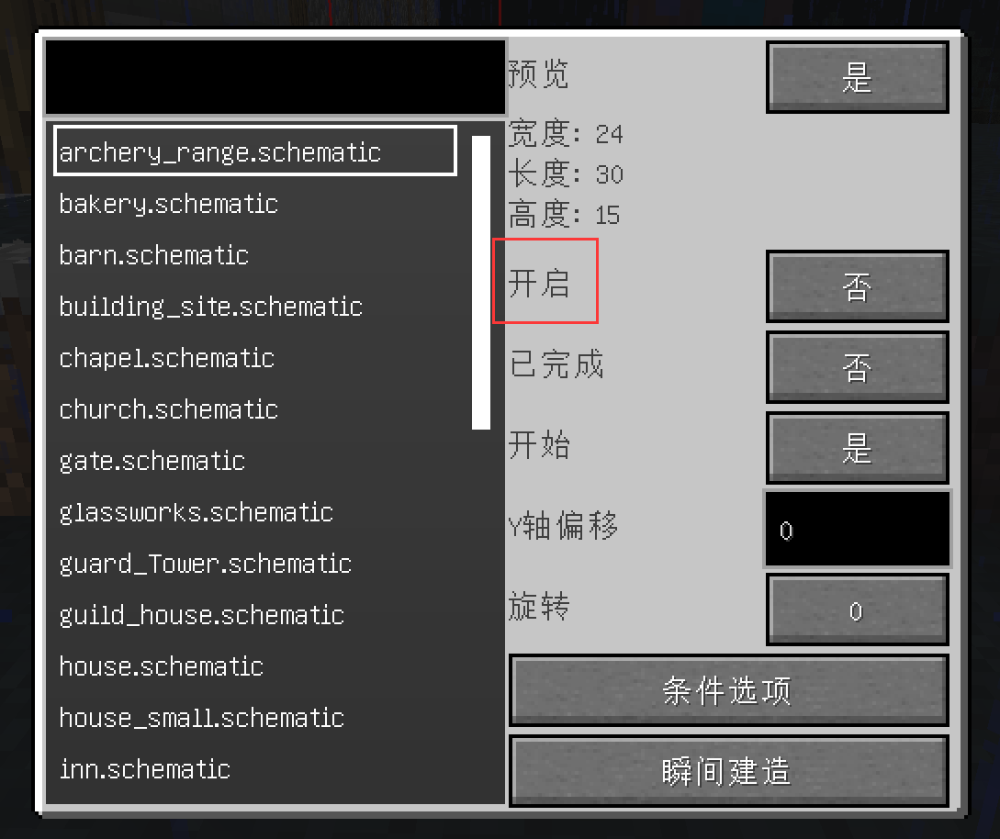 archery_range.schematic
bakery.schematic
barn.schematic
building_site.schematic
chapel.schematic
church.schematic
gate.schematic
glassworks.schematic
guard_Tower.schematic
guild_house.schematic
house.schematic
house_small.schematic
inn.schematic
预览 是
宽度: 24
长度: 30
高度: 15
开启 否
已完成 否
开始 是
Y轴偏移 0
旋转 0
条件选项
瞬间建造